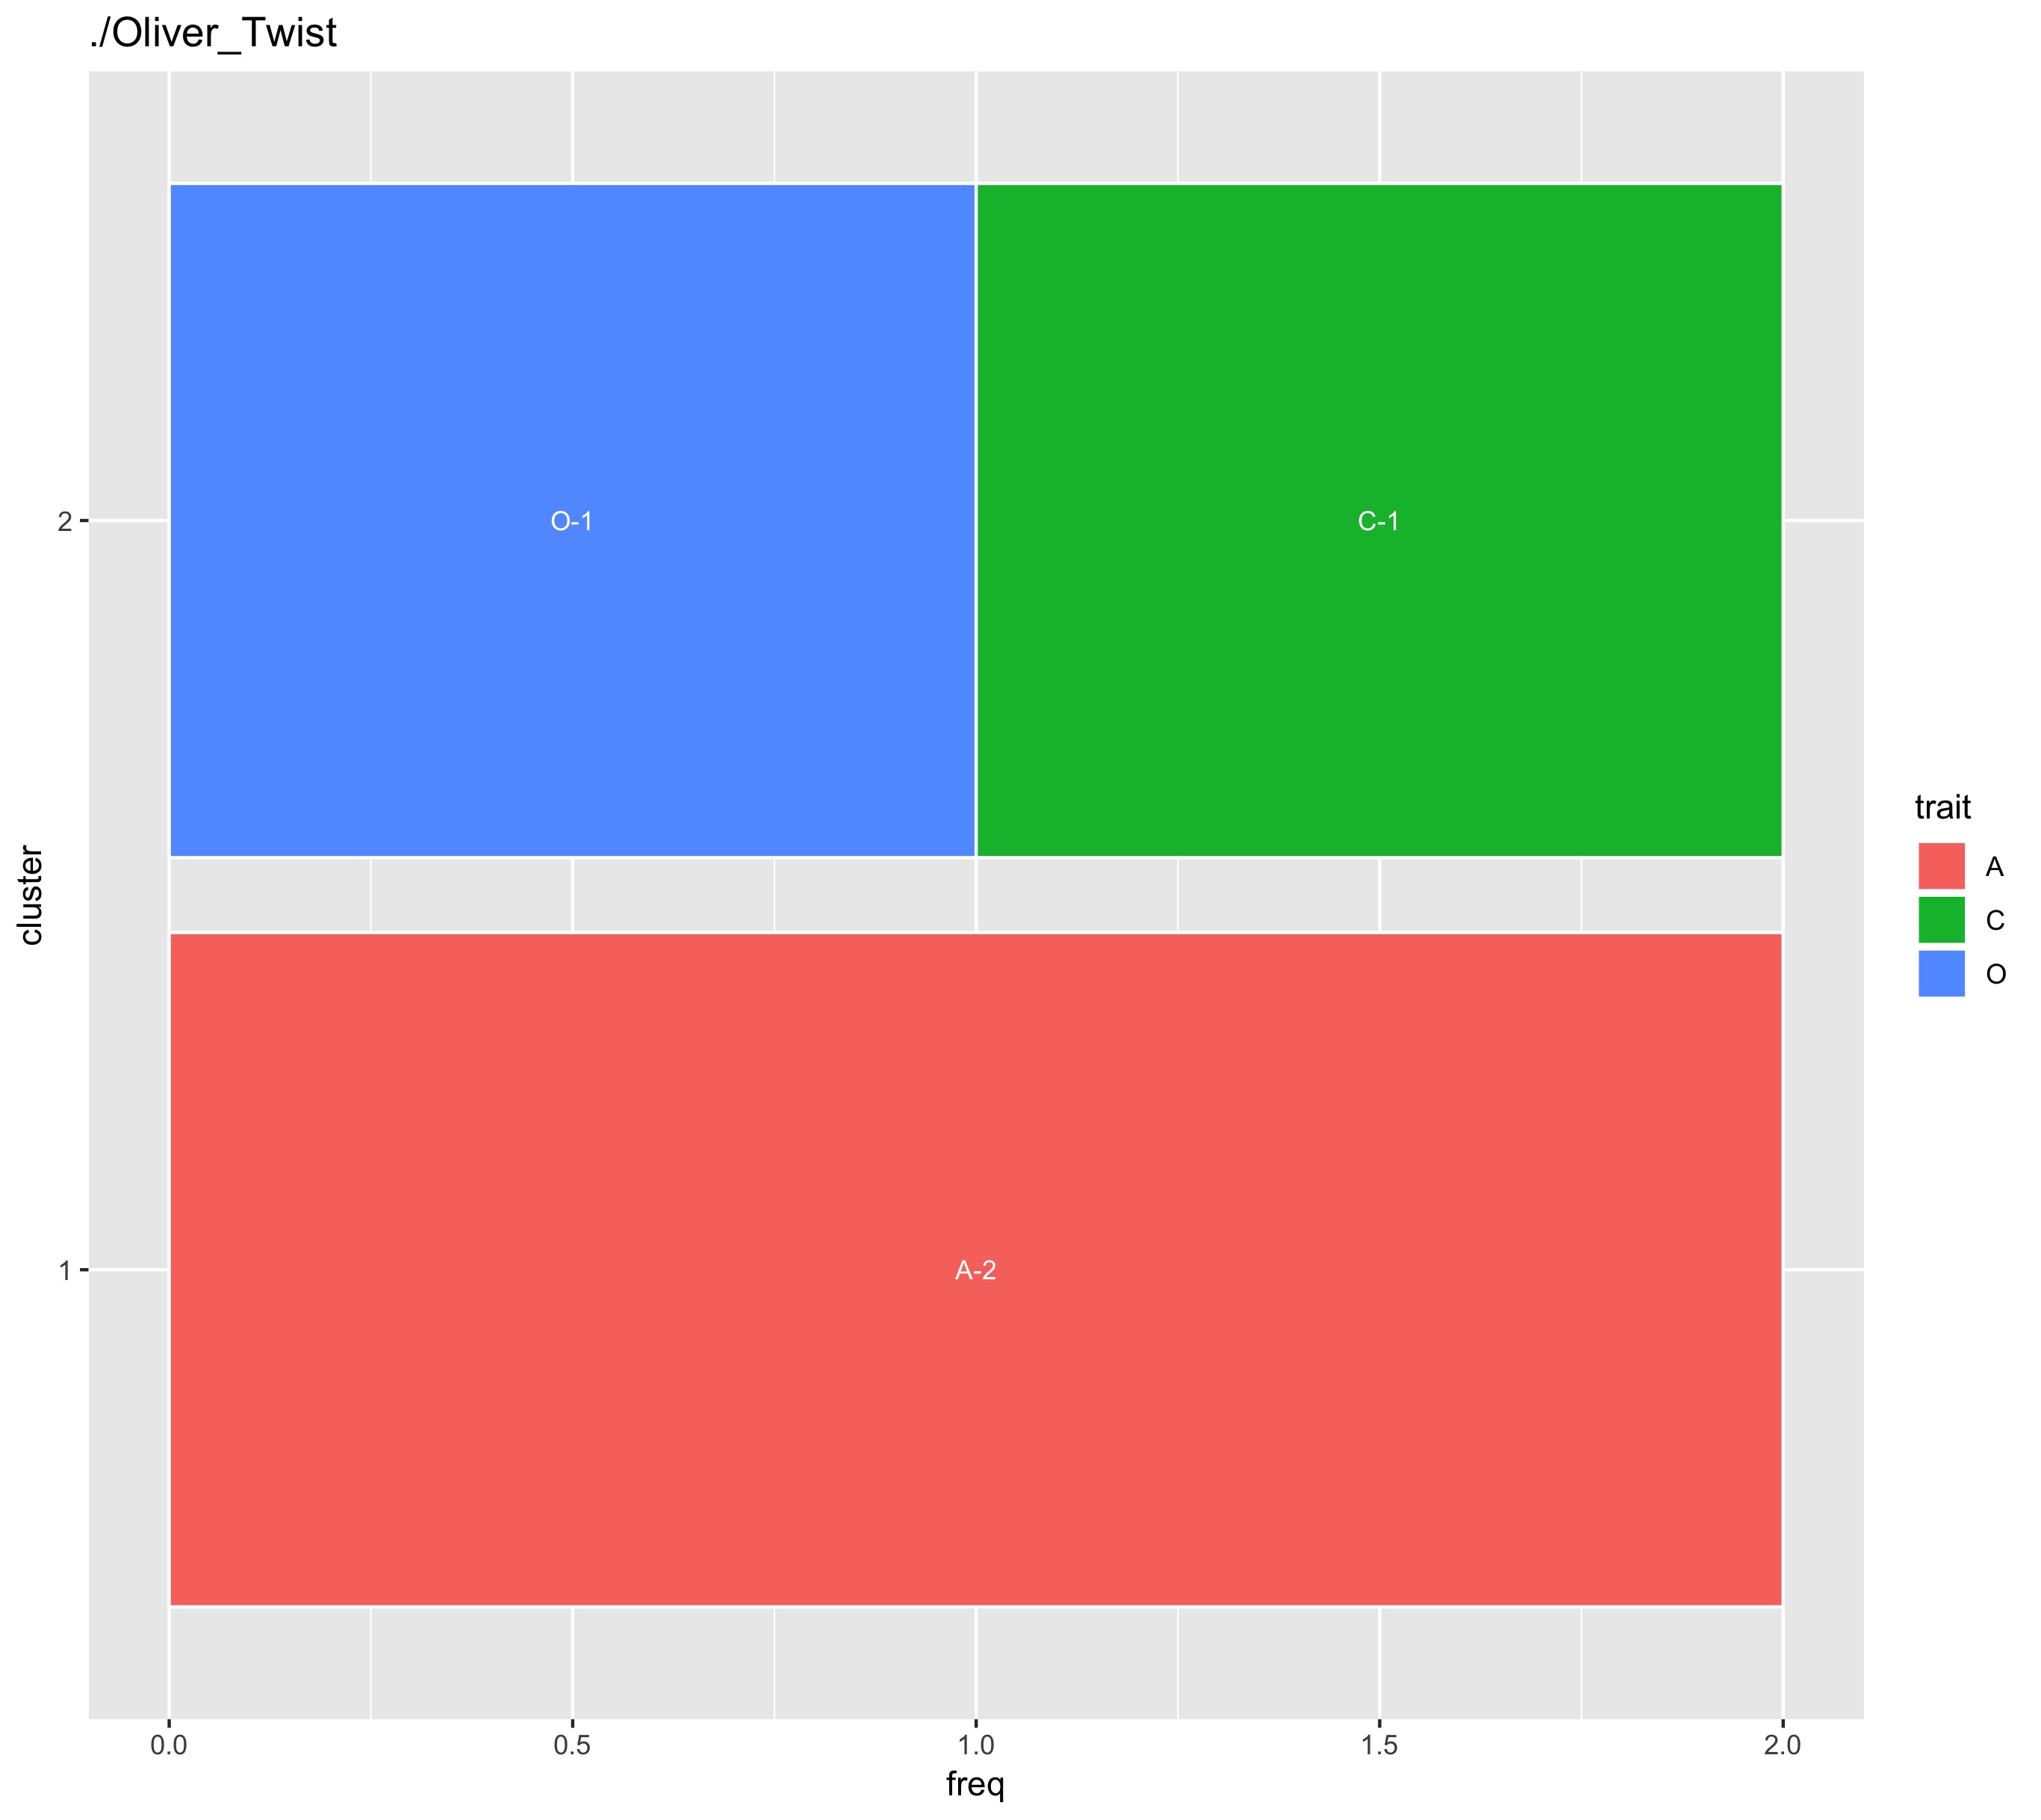 ./Oliver_Twist
cluster
2
O-1
C-1
1
A-2
0.0
0.5
1.0
1.5
2.0
freq
trait
A
C
O